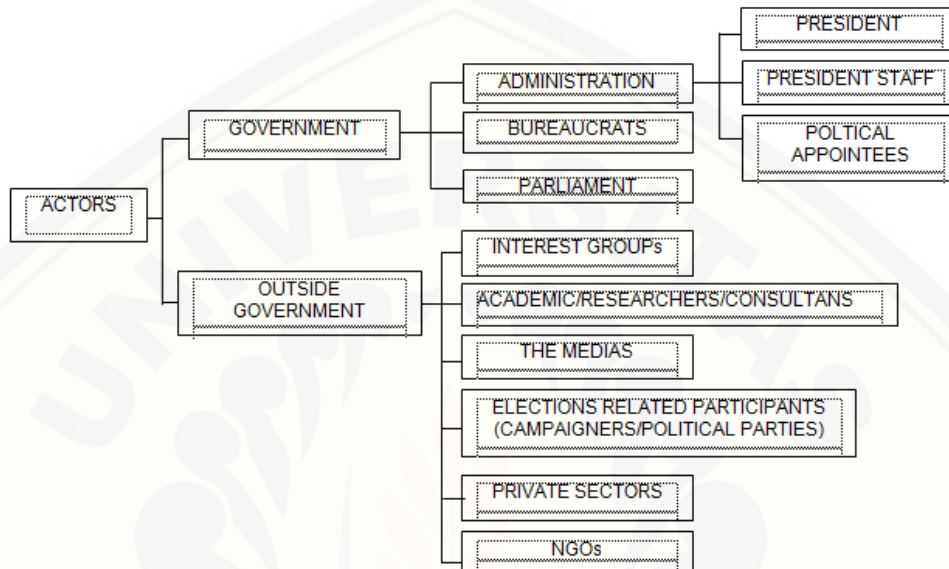 PRESIDENT
ADMINISTRATION
PRESIDENT STAFF
GOVERNMENT
BUREAUCRATS
POLTICAL
APPOINTEES
PARLIAMENT
ACTORS
INTEREST GROUPs
OUTSIDE
GOVERNMENT
ACADEMIC/RESEARCHERS/CONSULTANS
THE MEDIAS
ELECTIONS RELATED PARTICIPANTS
(CAMPAIGNERS/POLITICAL PARTIES)
PRIVATE SECTORS
NGOs
UNIVERSITAS